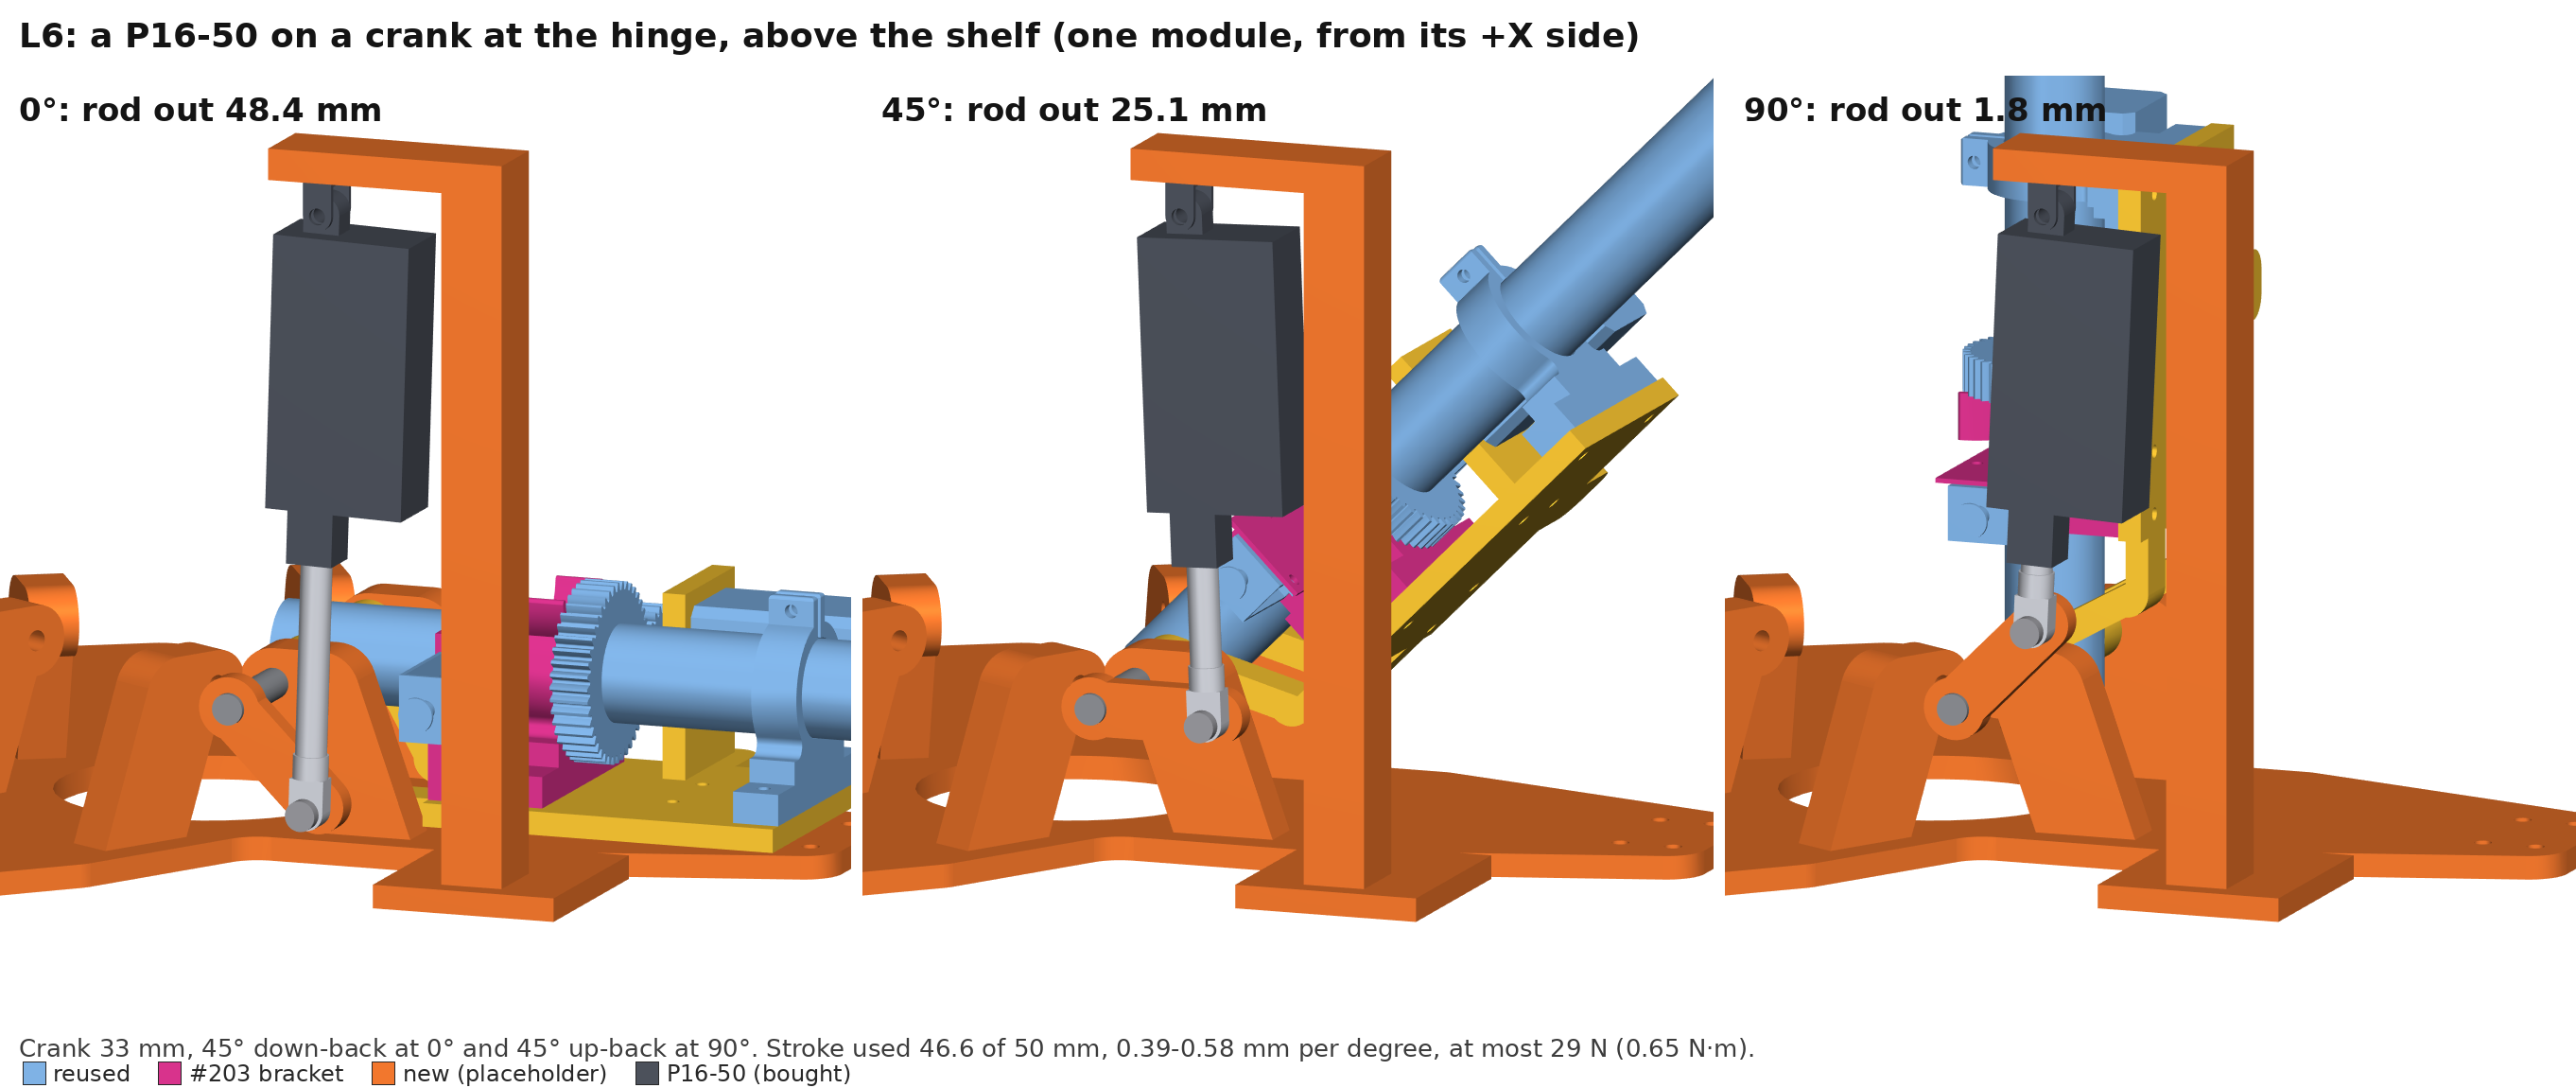 L6: a P16-50 on a crank at the hinge, above the shelf (one module, from its +X side)
0°: rod out 48.4 mm
45°: rod out 25.1 mm
90°: rod out 1.8 mm
Crank 33 mm, 45° down-back at 0° and 45° up-back at 90°. Stroke used 46.6 of 50 mm, 0.39-0.58 mm per degree, at most 29 N (0.65 N·m).
reused #203 bracket new (placeholder) P16-50 (bought)